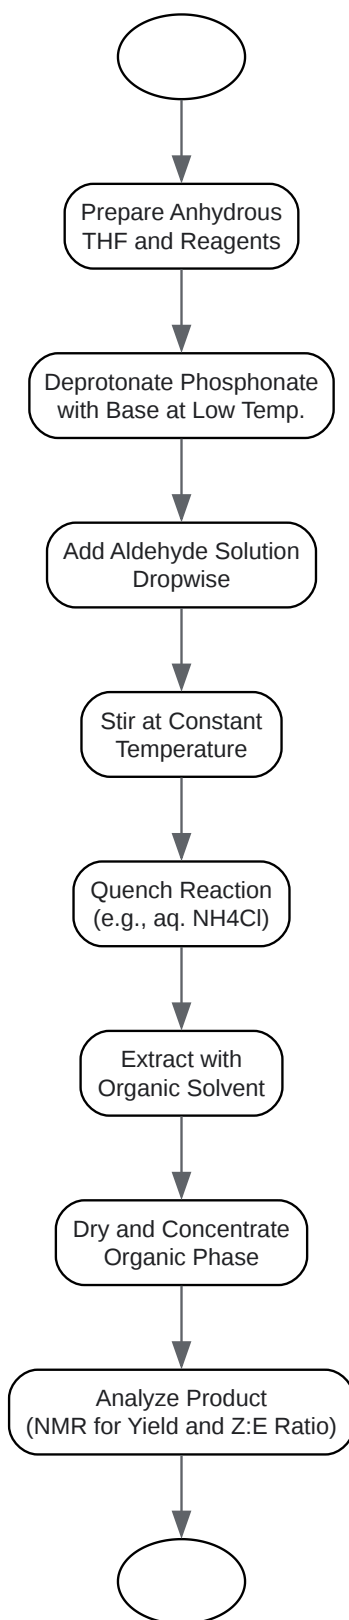 Prepare Anhydrous
THF and Reagents
Deprotonate Phosphonate
with Base at Low Temp.
Add Aldehyde Solution
Dropwise
Stir at Constant
Temperature
Quench Reaction
(e.g., aq. NH4Cl)
Extract with
Organic Solvent
Dry and Concentrate
Organic Phase
Analyze Product
(NMR for Yield and Z:E Ratio)